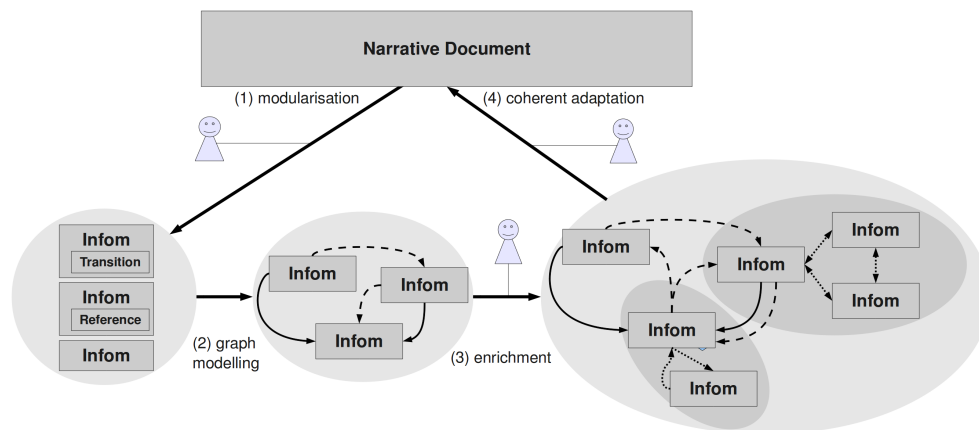 Narrative Document
(1) modularisation
(4) coherent adaptation
Infom
Transition
Infom
Reference
Infom
(2) graph
modelling
Infom
Infom
Infom
(3) enrichment
Infom
Infom
Infom
Infom
Infom
Infom